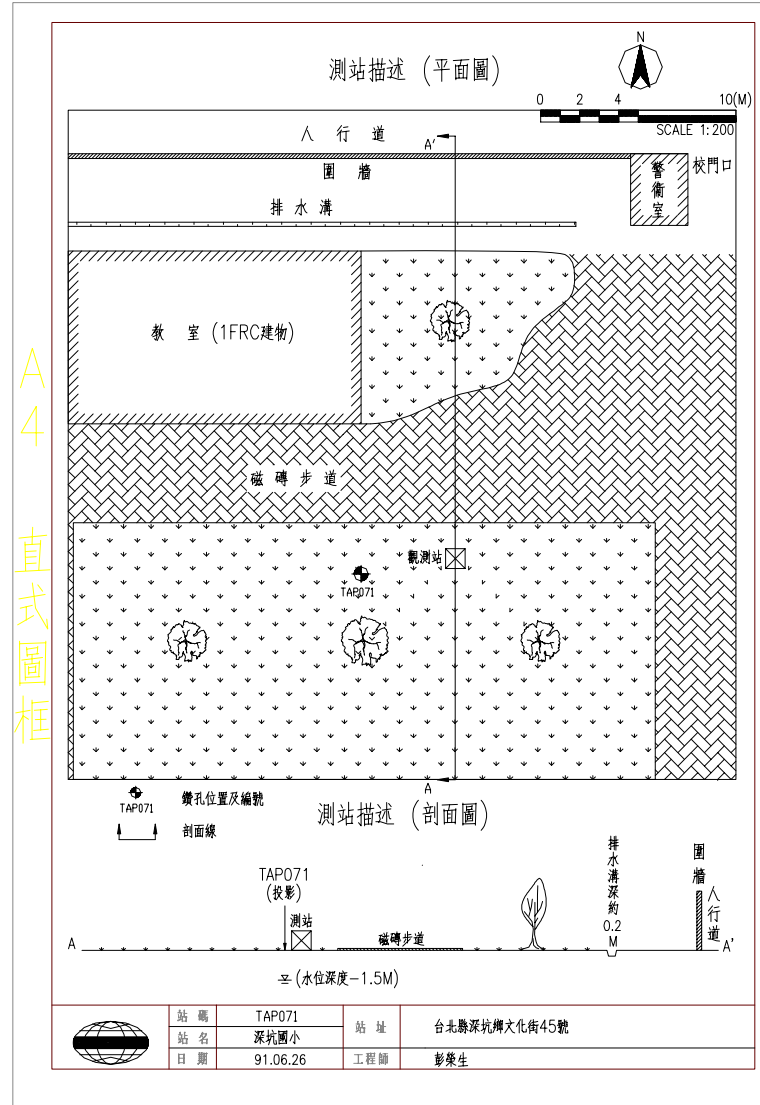 測站描述 (平面圖)
N
0 2 4 10(M)
SCALE 1:200
人行道
A'
圍牆
警衛室
校門口
排水溝
教室 (1FRC建物)
磁磚步道
觀測站
TAP071
A
TAP071
鑽孔位置及編號
剖面線
測站描述 (剖面圖)
TAP071
(投影)
測站
磁磚步道
排水溝深約0.2M
圍牆
人行道
A
A'
(水位深度-1.5M)
站碼 TAP071
站名 深坑國小
日期 91.06.26
站址 台北縣深坑鄉文化街45號
工程師 彭榮生
A4 直式圖框